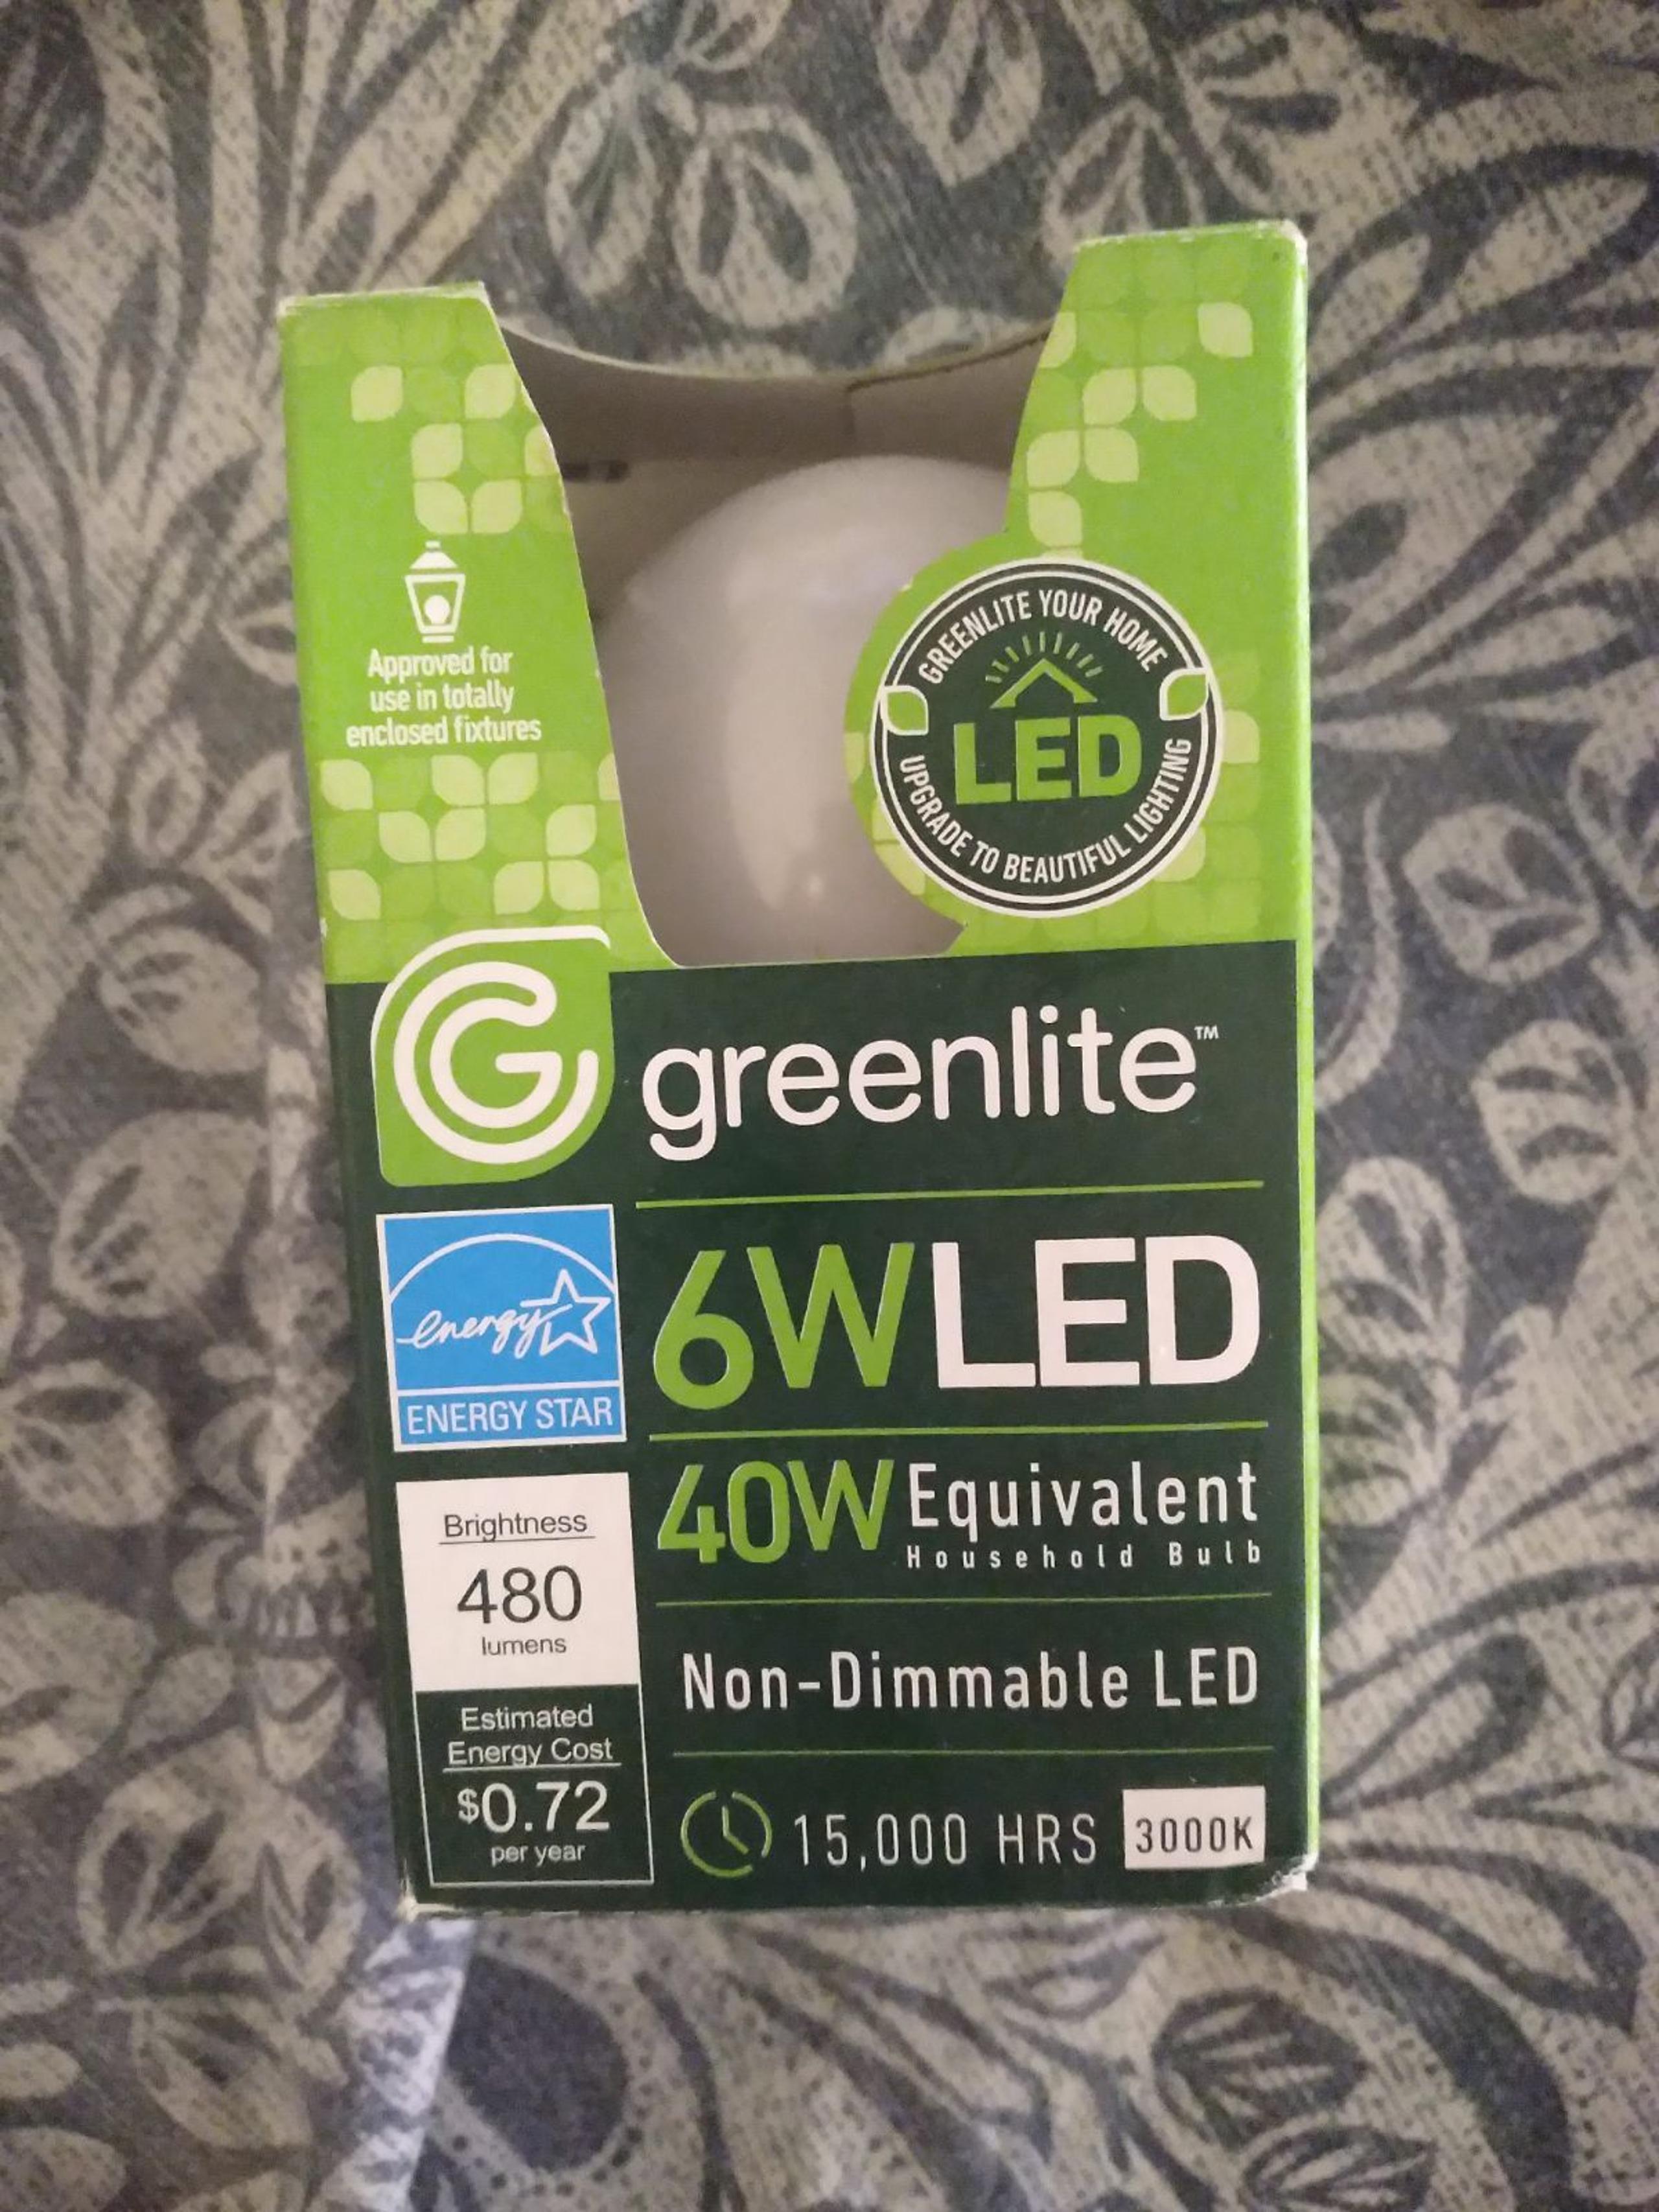 Approved for
use in totally
enclosed fixtures
GREENLITE YOUR HOME
LED
UPGRADE TO BEAUTIFUL LIGHTING
G
greenlite™
energy
ENERGY STAR
6W LED
40W Equivalent
Household Bulb
Brightness
480
lumens
Non-Dimmable LED
Estimated
Energy Cost
$0.72
per year
15,000 HRS 3000K